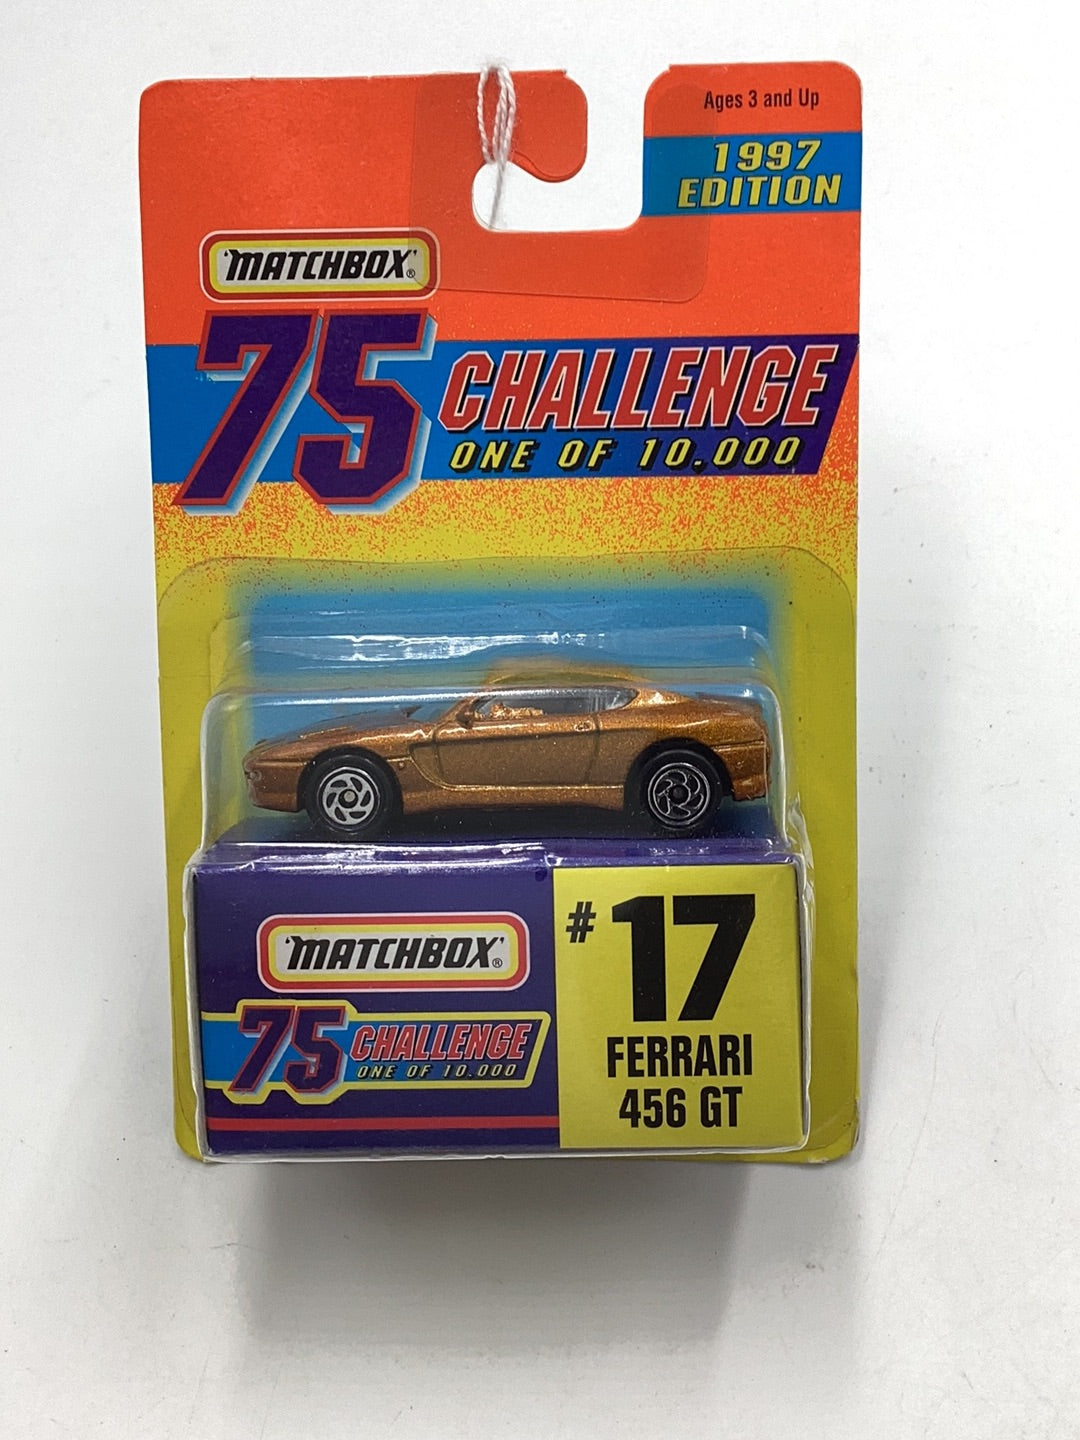 Ages 3 and Up
1997
EDITION
MATCHBOX®
75 CHALLENGE
ONE OF 10,000
MATCHBOX®
75 CHALLENGE
ONE OF 10,000
#17
FERRARI
456 GT